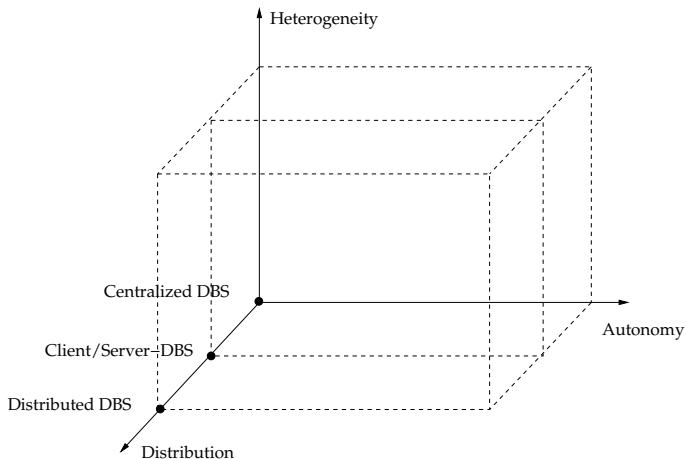 Heterogeneity
Centralized DBS
Autonomy
Client/Server–DBS
Distributed DBS
Distribution